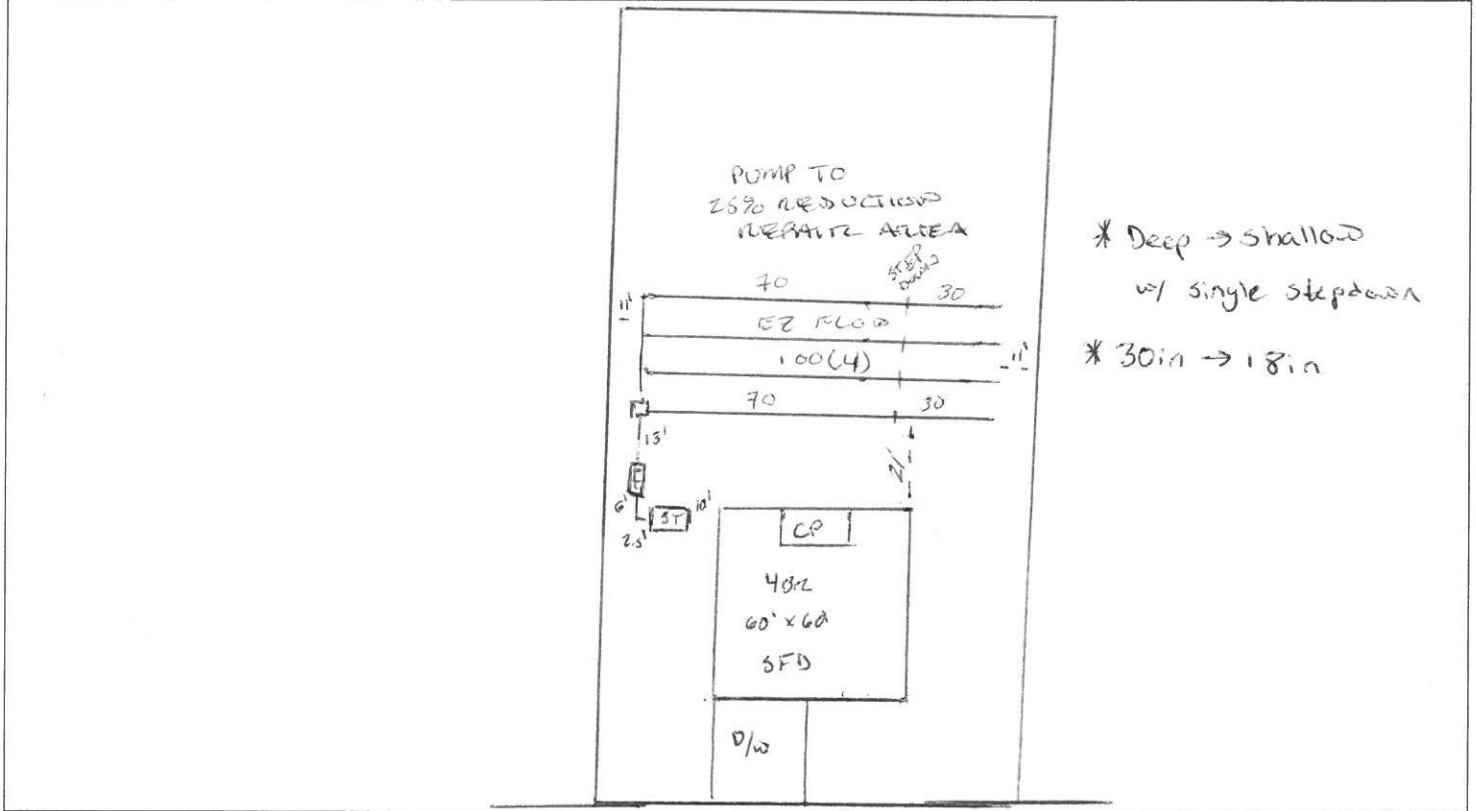 PUMP TO
25% REDUCTION
REPAIR AREA
STEP
DOWN
70
30
11'
EZ FLOW
100(4)
11'
70
30
13'
21'
6'
ST
10'
2.5'
CP
4BR
60' x 60'
SFD
D/W
* Deep → shallow
w/ single stepdown
* 30in → 18in